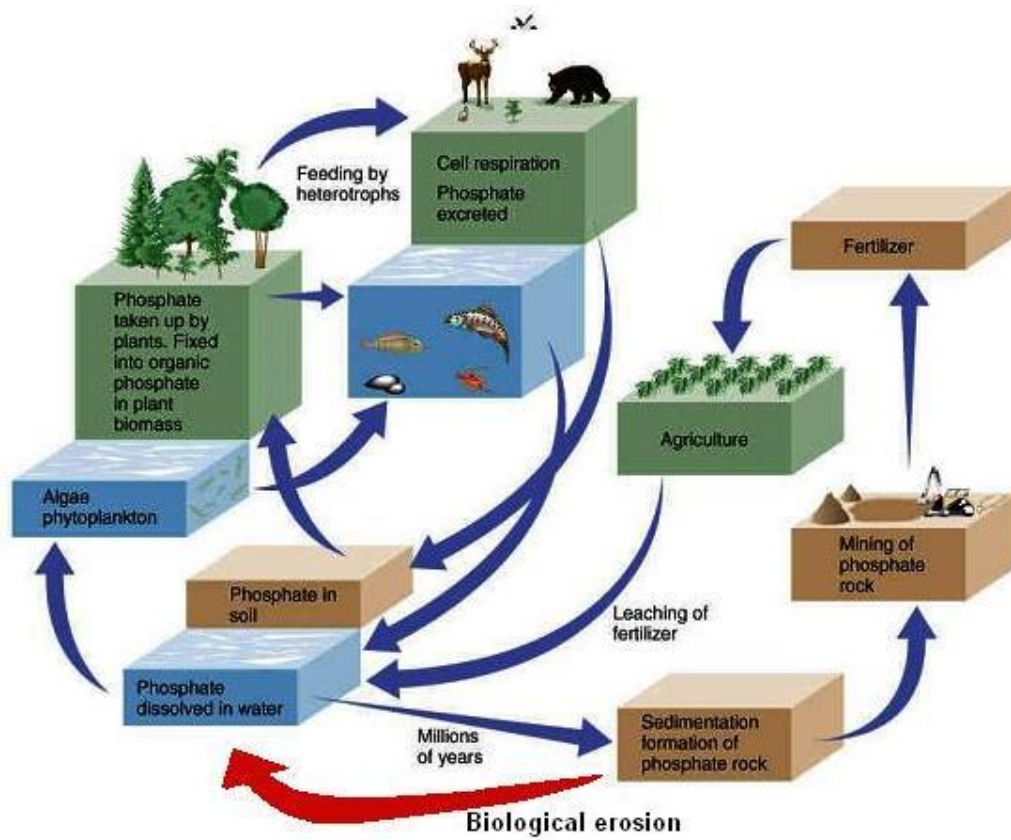 Feeding by
heterotrophs
Cell respiration
Phosphate
excreted
Fertilizer
Phosphate
taken up by
plants. Fixed
into organic
phosphate
in plant
biomass
Agriculture
Algae
phytoplankton
Mining of
phosphate
rock
Phosphate in
soil
Leaching of
fertilizer
Phosphate
dissolved in water
Millions
of years
Sedimentation
formation of
phosphate rock
Biological erosion